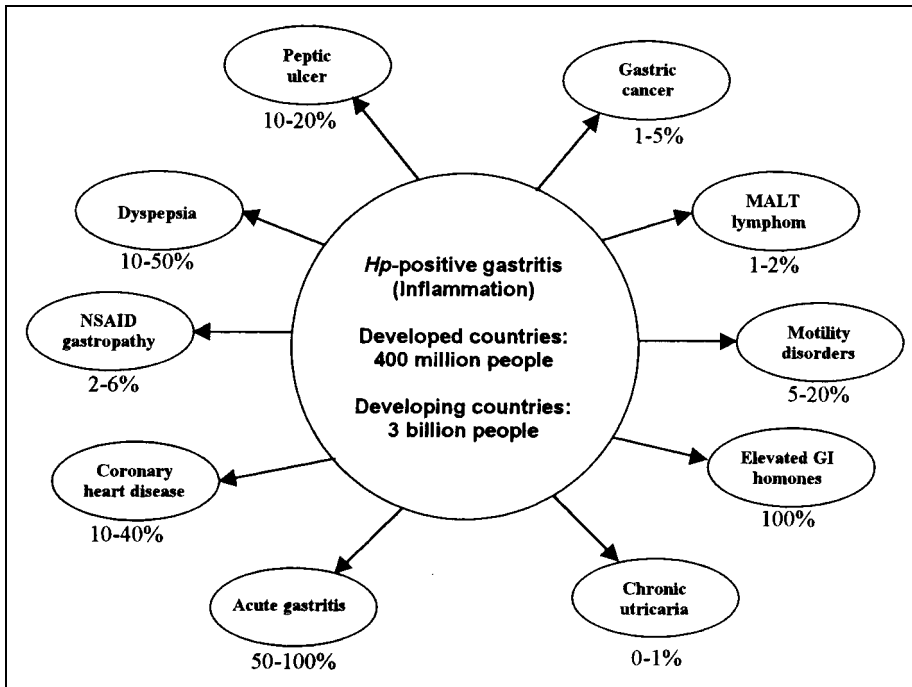 Peptic
ulcer
10-20%
Gastric
cancer
1-5%
Dyspepsia
10-50%
MALT
lymphom
1-2%
Hp-positive gastritis
(Inflammation)
Developed countries:
400 million people
Developing countries:
3 billion people
NSAID
gastropathy
2-6%
Motility
disorders
5-20%
Coronary
heart disease
10-40%
Elevated GI
homones
100%
Acute gastritis
50-100%
Chronic
utricaria
0-1%